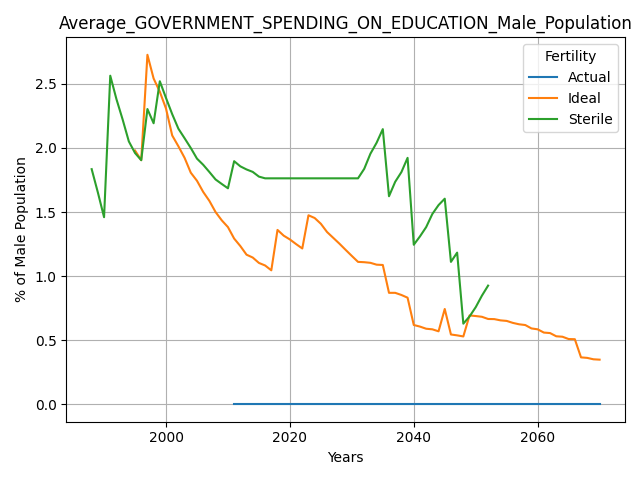 Average_GOVERNMENT_SPENDING_ON_EDUCATION_Male_Population
Fertility
Actual
Ideal
Sterile
% of Male Population
2.5
2.0
1.5
1.0
0.5
0.0
2000 2020 2040 2060
Years